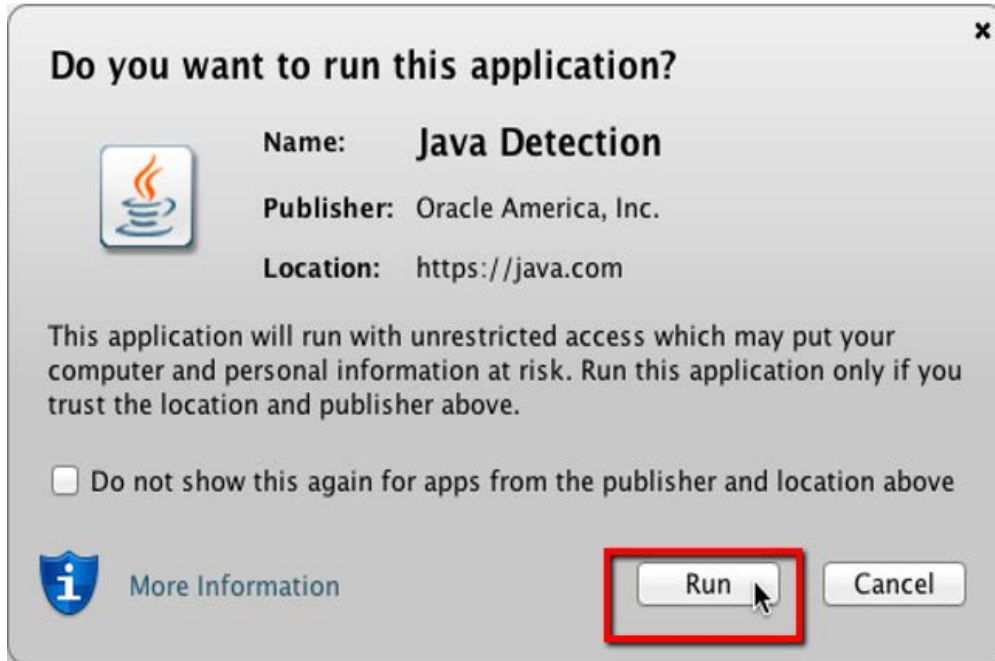 Do you want to run this application?
Name: Java Detection
Publisher: Oracle America, Inc.
Location: https://java.com
This application will run with unrestricted access which may put your
computer and personal information at risk. Run this application only if you
trust the location and publisher above.
Do not show this again for apps from the publisher and location above
More Information
Run
Cancel